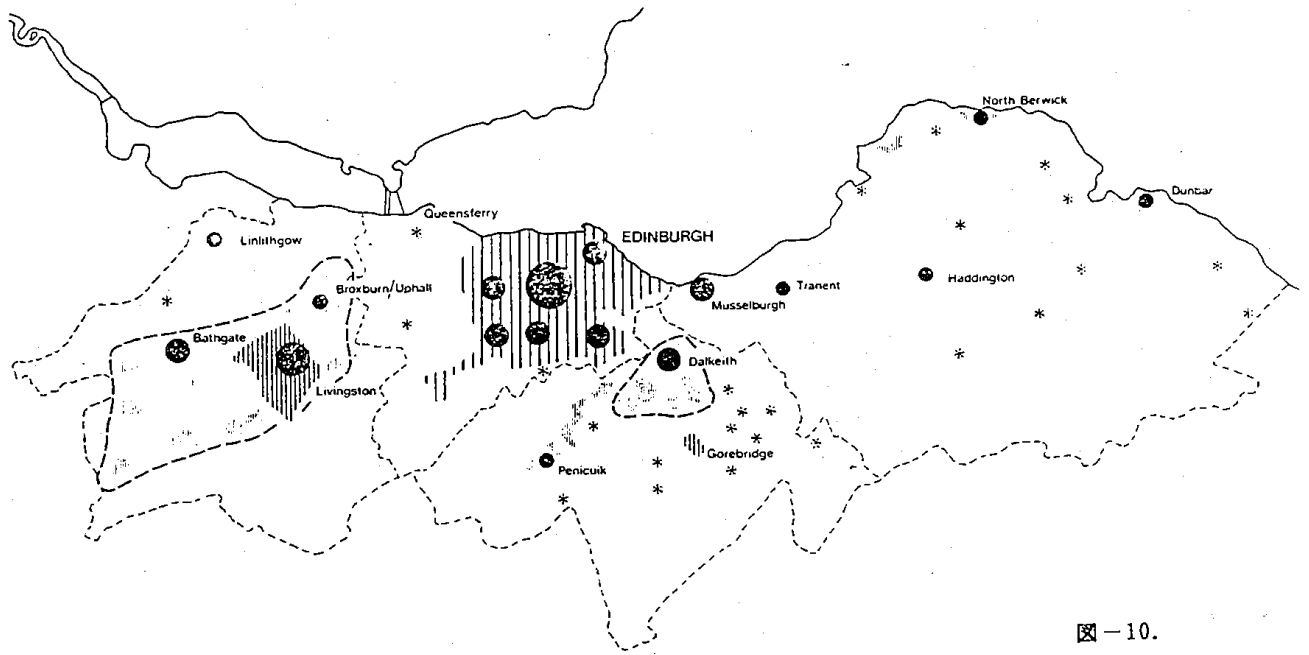 North Berwick
Dunbar
Queensferry
EDINBURGH
Linlithgow
Broxburn/Uphall
Haddington
Tranent
Musselburgh
Bathgate
Dalkeith
Livingston
Gorebridge
Penicuik
図－10.